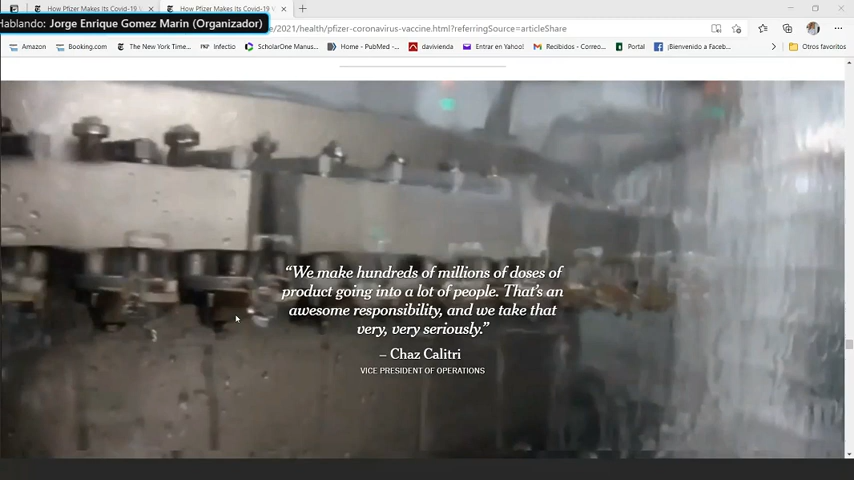 How Pfizer Makes Its Covid-19 V
How Pfizer Makes Its Covid-19 V
Hablando: Jorge Enrique Gomez Marin (Organizador)
e/2021/health/pfizer-coronavirus-vaccine.html?referringSource=articleShare
Amazon
Booking.com
The New York Time...
Infectio
ScholarOne Manus...
Home - PubMed -...
davivienda
Entrar en Yahoo!
Recibidos - Correo...
Portal
¡Bienvenido a Faceb...
Otros favoritos
“We make hundreds of millions of doses of
product going into a lot of people. That’s an
awesome responsibility, and we take that
very, very seriously.”
– Chaz Calitri
VICE PRESIDENT OF OPERATIONS